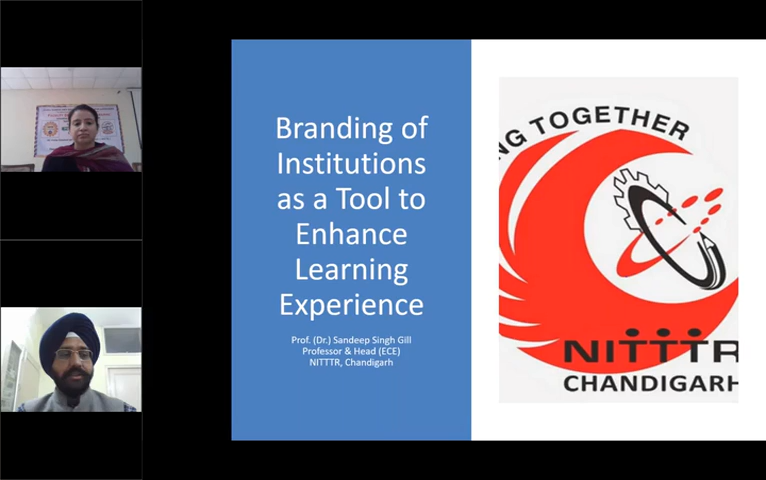 Branding of
Institutions
as a Tool to
Enhance
Learning
Experience
Prof. (Dr.) Sandeep Singh Gill
Professor & Head (ECE)
NITTTR, Chandigarh
NG TOGETHER
NITTTR
CHANDIGARH